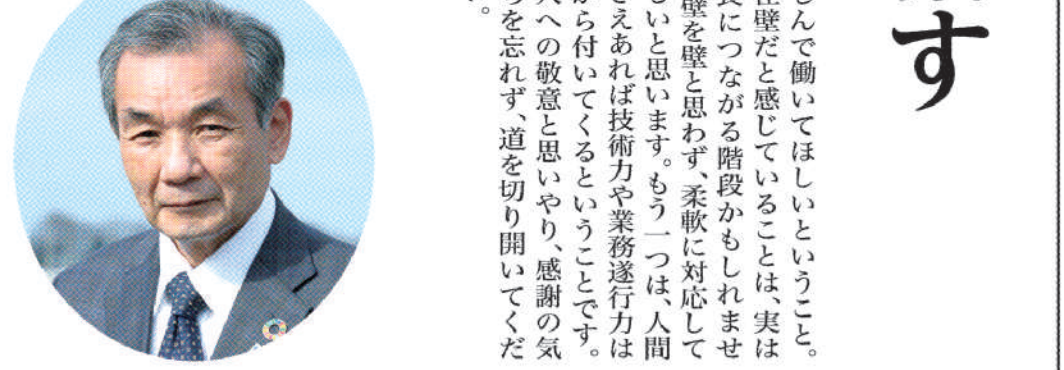 す
しんで働いてほしいということ。
壁だと感じていることは、実は
につながる階段かもしれませ
壁を壁と思わず、柔軟に対応して
しいと思います。もう一つは、人間
さえあれば技術力や業務遂行力は
から付いてくるということです。
人への敬意と思いやり、感謝の気
ちを忘れず、道を切り開いてくだ
。